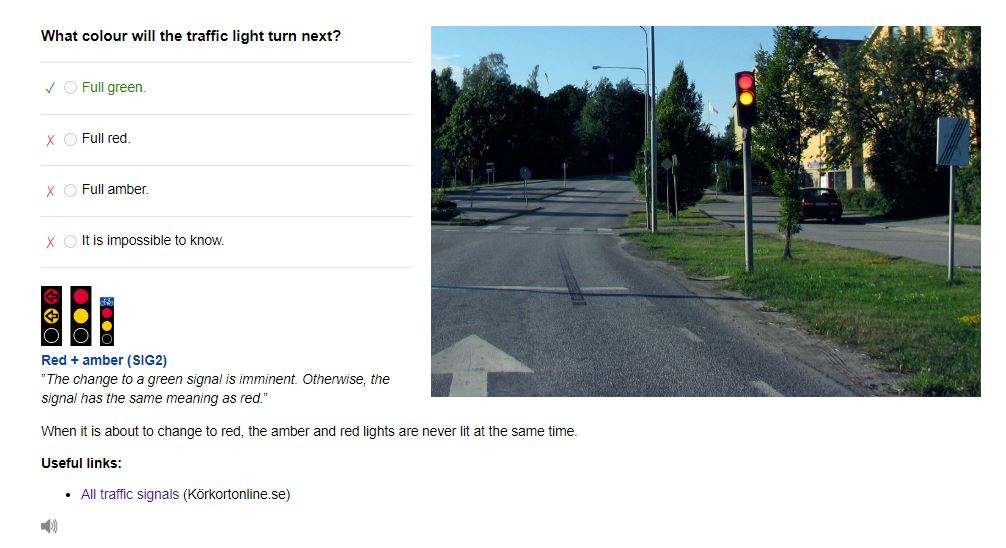 What colour will the traffic light turn next?
Full green.
Full red.
Full amber.
It is impossible to know.
Red + amber (SIG2)
"The change to a green signal is imminent. Otherwise, the
signal has the same meaning as red."
When it is about to change to red, the amber and red lights are never lit at the same time.
Useful links:
• All traffic signals (Körkortonline.se)